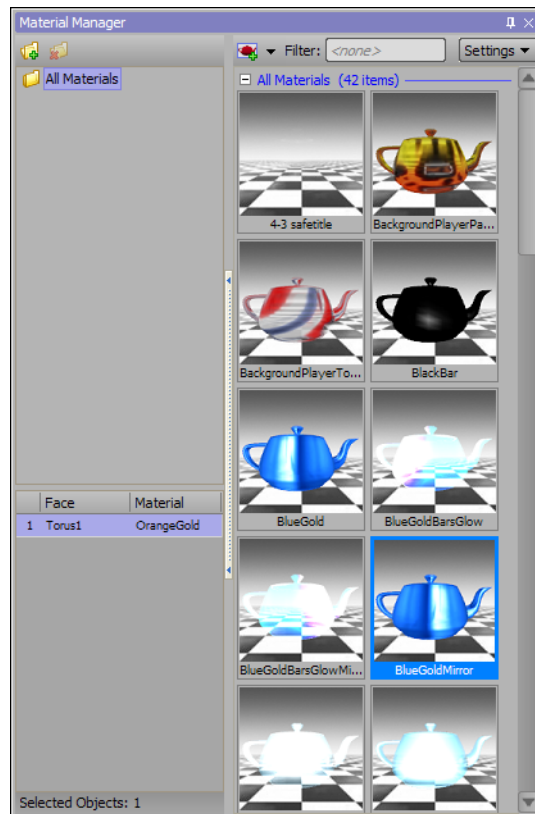 Material Manager
Filter: <none> Settings
All Materials
All Materials (42 items)
4-3 safetitle
BackgroundPlayerPa...
BackgroundPlayerTo...
BlackBar
BlueGold
BlueGoldBarsGlow
BlueGoldBarsGlowMi...
BlueGoldMirror
Face Material
1 Torus1 OrangeGold
Selected Objects: 1